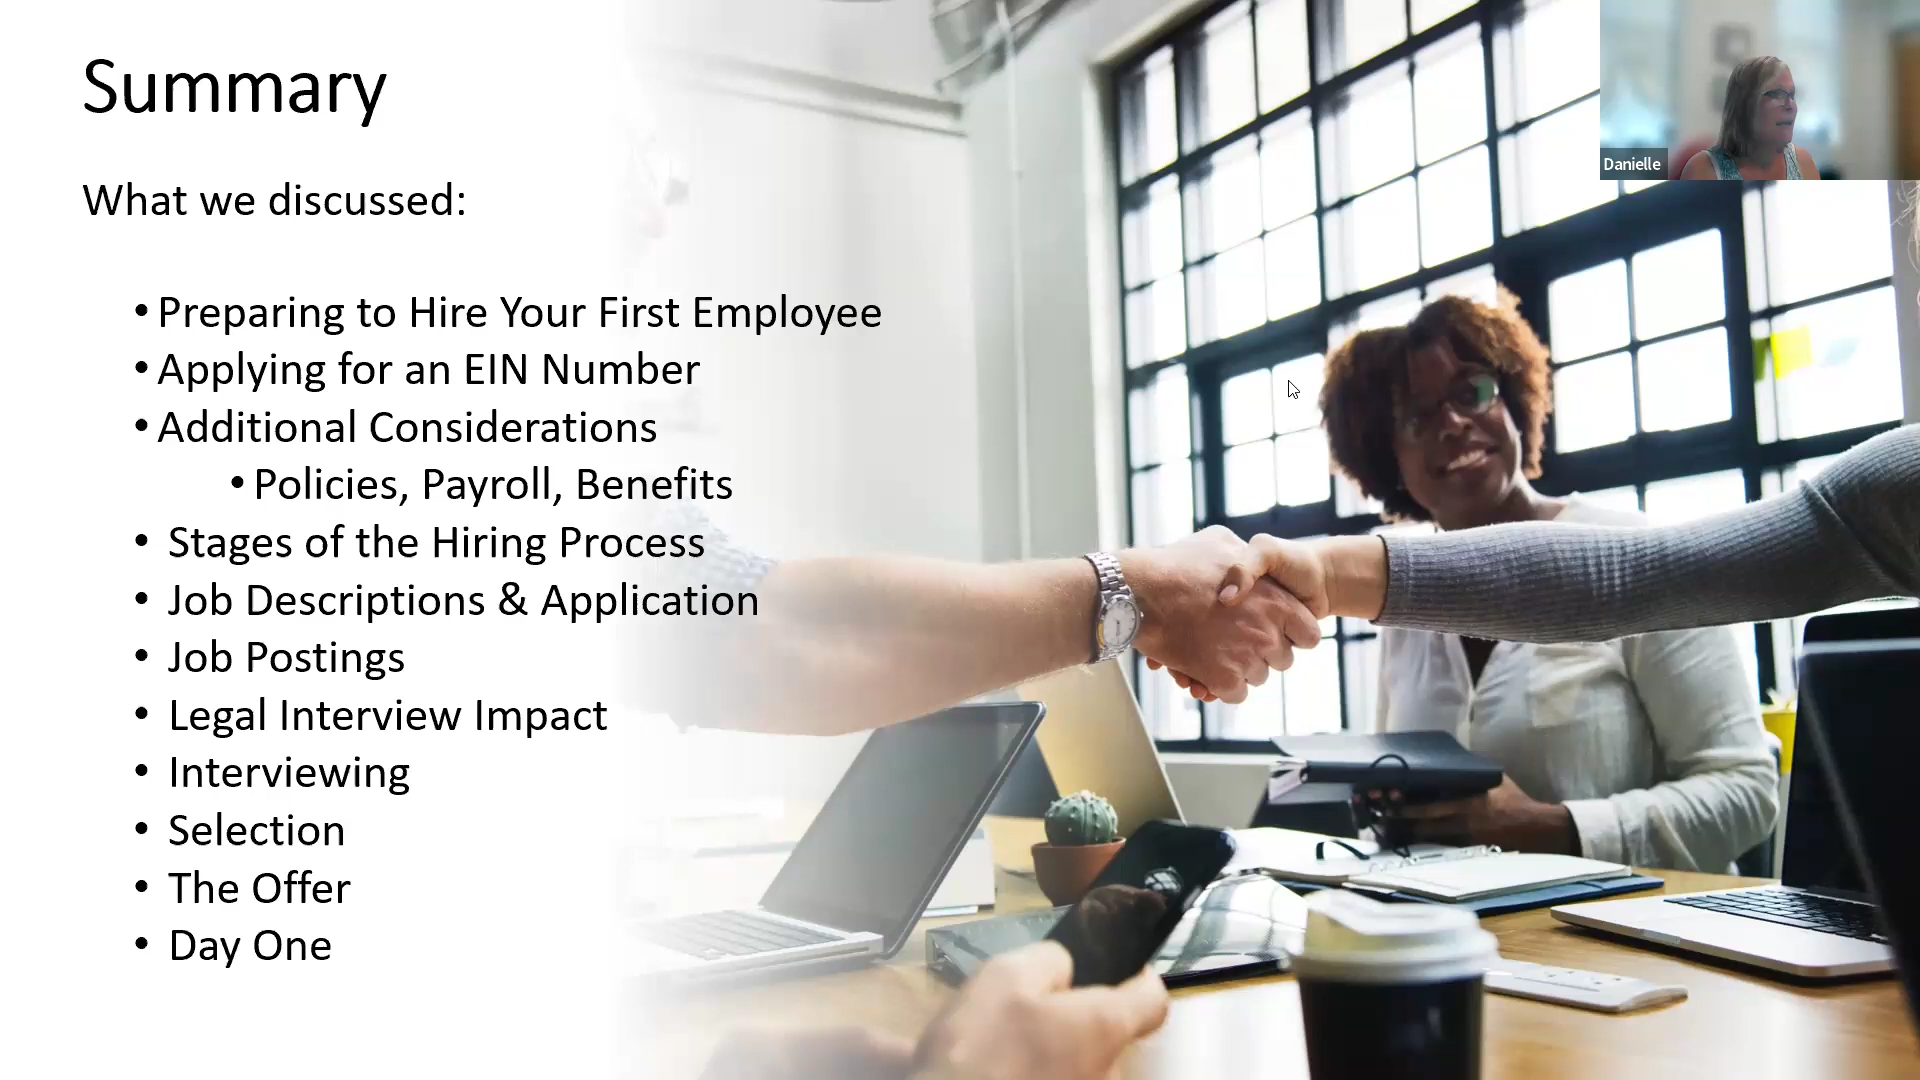 Summary
What we discussed:
• Preparing to Hire Your First Employee
• Applying for an EIN Number
• Additional Considerations
• Policies, Payroll, Benefits
• Stages of the Hiring Process
• Job Descriptions & Application
• Job Postings
• Legal Interview Impact
• Interviewing
• Selection
• The Offer
• Day One
Danielle